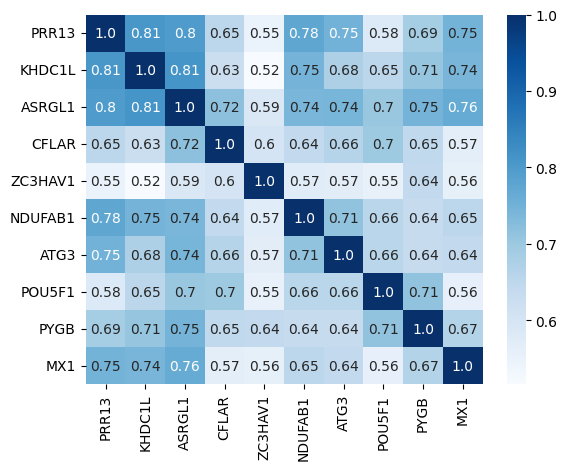 PRR13 1.0 0.81 0.8 0.65 0.55 0.78 0.75 0.58 0.69 0.75
KHDC1L 0.81 1.0 0.81 0.63 0.52 0.75 0.68 0.65 0.71 0.74
ASRGL1 0.8 0.81 1.0 0.72 0.59 0.74 0.74 0.7 0.75 0.76
CFLAR 0.65 0.63 0.72 1.0 0.6 0.64 0.66 0.7 0.65 0.57
ZC3HAV1 0.55 0.52 0.59 0.6 1.0 0.57 0.57 0.55 0.64 0.56
NDUFAB1 0.78 0.75 0.74 0.64 0.57 1.0 0.71 0.66 0.64 0.65
ATG3 0.75 0.68 0.74 0.66 0.57 0.71 1.0 0.66 0.64 0.64
POU5F1 0.58 0.65 0.7 0.7 0.55 0.66 0.66 1.0 0.71 0.56
PYGB 0.69 0.71 0.75 0.65 0.64 0.64 0.64 0.71 1.0 0.67
MX1 0.75 0.74 0.76 0.57 0.56 0.65 0.64 0.56 0.67 1.0
PRR13 KHDC1L ASRGL1 CFLAR ZC3HAV1 NDUFAB1 ATG3 POU5F1 PYGB MX1
1.0
0.9
0.8
0.7
0.6